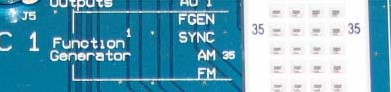 Outputs AO 1
J5
FGEN
35 35
SYNC
C 1 Function 1
AM 35
Generator
FM